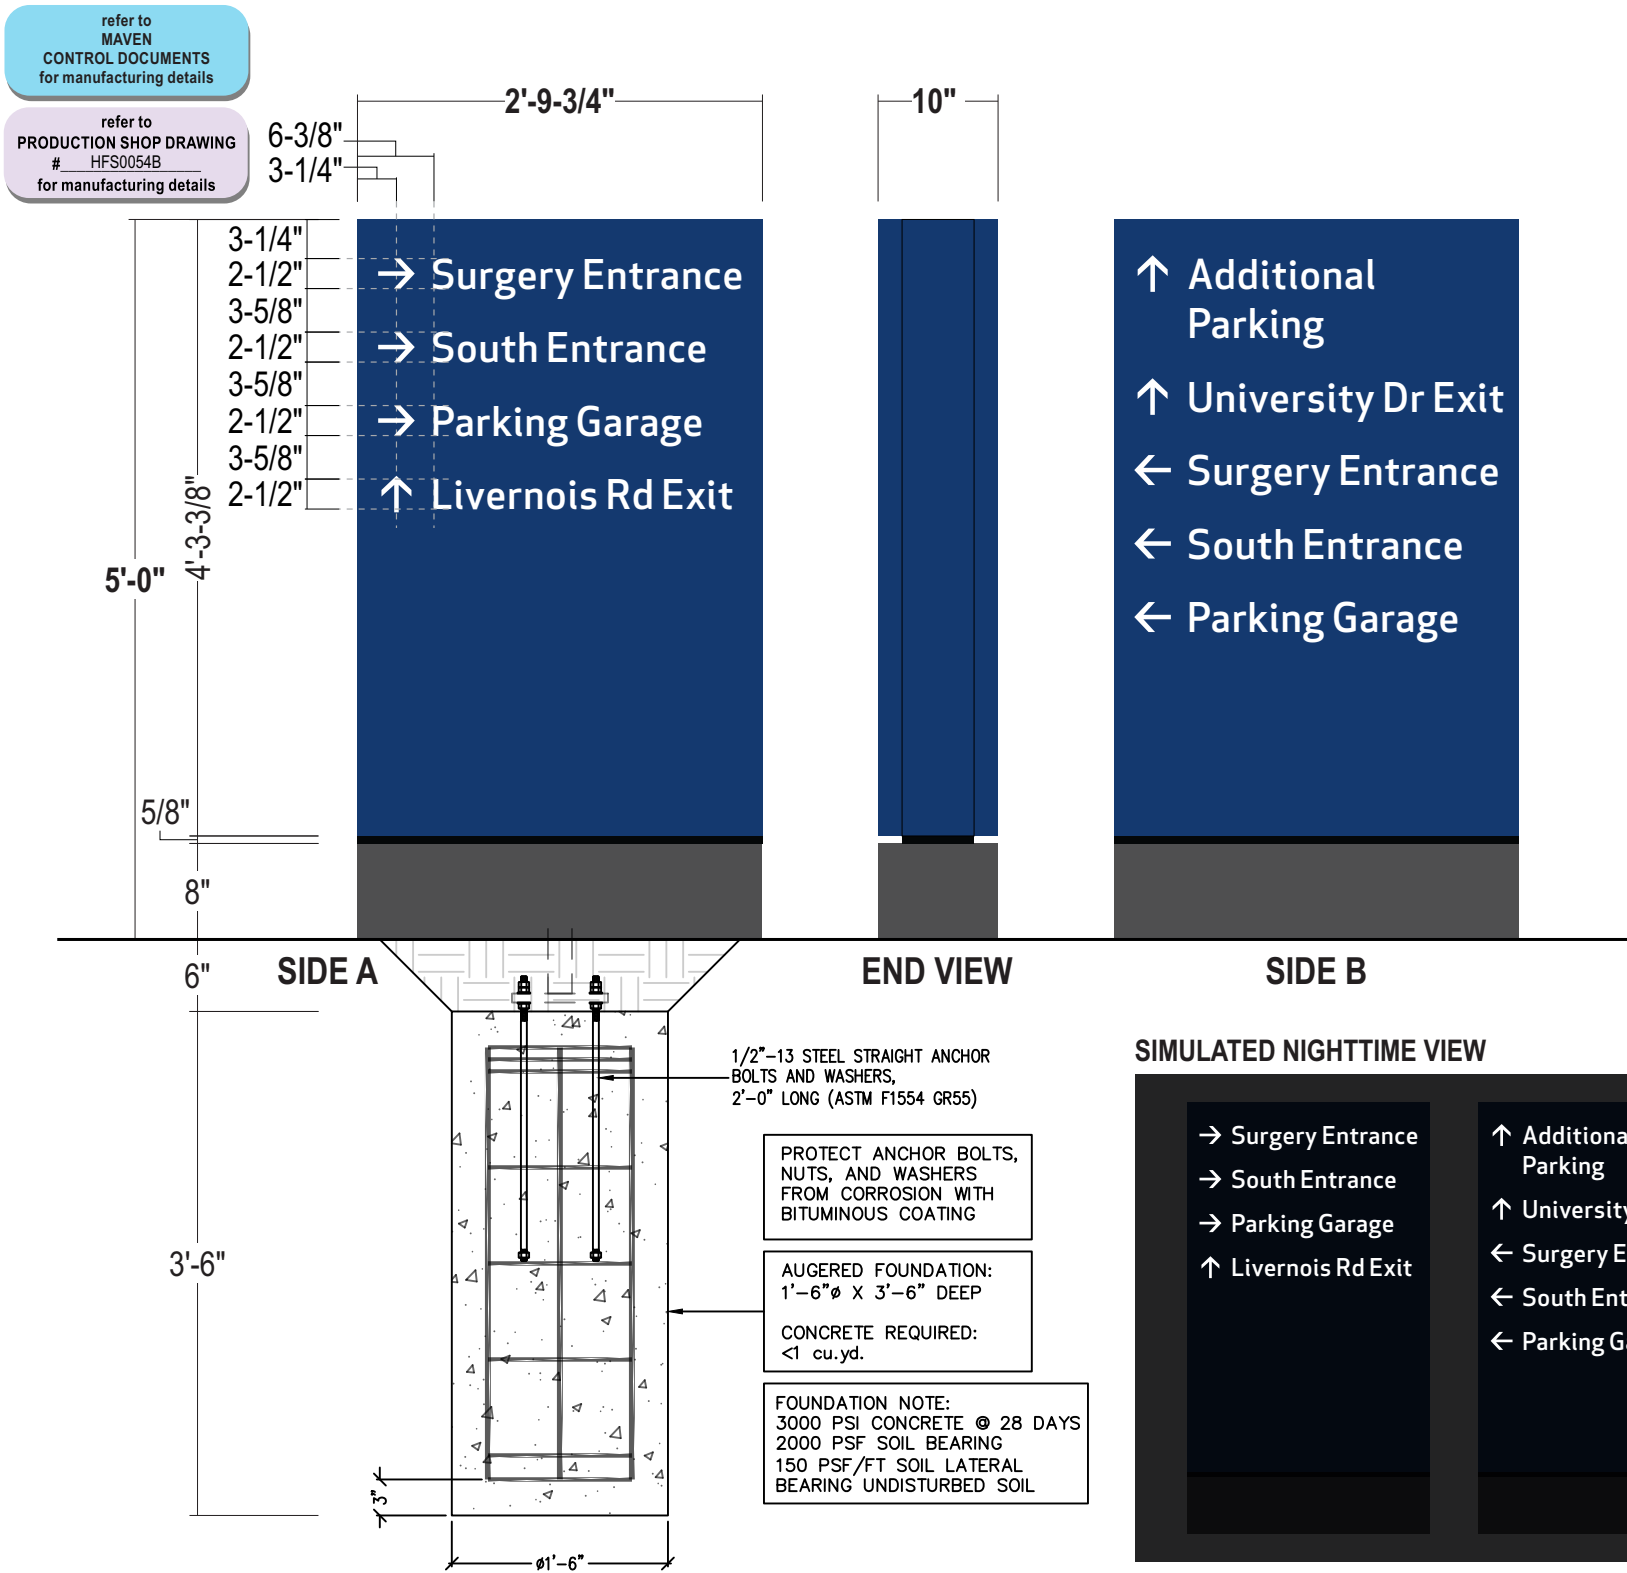 refer to
MAVEN
CONTROL DOCUMENTS
for manufacturing details
refer to
PRODUCTION SHOP DRAWING
# HFS0054B
for manufacturing details
2'-9-3/4"
10"
6-3/8"
3-1/4"
3-1/4"
2-1/2"
3-5/8"
2-1/2"
3-5/8"
2-1/2"
3-5/8"
2-1/2"
4'-3-3/8"
5'-0"
5/8"
8"
6"
3'-6"
→ Surgery Entrance
→ South Entrance
→ Parking Garage
↑ Livernois Rd Exit
↑ Additional
Parking
↑ University Dr Exit
← Surgery Entrance
← South Entrance
← Parking Garage
SIDE A
END VIEW
SIDE B
1/2"-13 STEEL STRAIGHT ANCHOR
BOLTS AND WASHERS,
2'-0" LONG (ASTM F1554 GR55)
PROTECT ANCHOR BOLTS,
NUTS, AND WASHERS
FROM CORROSION WITH
BITUMINOUS COATING
AUGERED FOUNDATION:
1'-6"ø X 3'-6" DEEP
CONCRETE REQUIRED:
<1 cu.yd.
FOUNDATION NOTE:
3000 PSI CONCRETE @ 28 DAYS
2000 PSF SOIL BEARING
150 PSF/FT SOIL LATERAL
BEARING UNDISTURBED SOIL
3"
ø1'-6"
SIMULATED NIGHTTIME VIEW
→ Surgery Entrance
→ South Entrance
→ Parking Garage
↑ Livernois Rd Exit
↑ Additiona
Parking
↑ University
← Surgery E
← South Ent
← Parking Ga